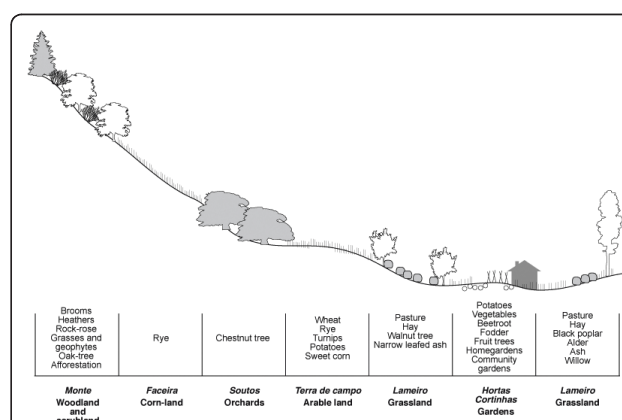 Brooms
Heathers
Rock-rose
Grasses and
geophytes
Oak-tree
Afforestation
Rye
Chestnut tree
Wheat
Rye
Turnips
Potatoes
Sweet corn
Pasture
Hay
Walnut tree
Narrow leafed ash
Potatoes
Vegetables
Beetroot
Fodder
Fruit trees
Homegardens
Community
gardens
Pasture
Hay
Black poplar
Alder
Ash
Willow
Monte
Woodland
and
scrubland
Faceira
Corn-land
Soutos
Orchards
Terra de campo
Arable land
Lameiro
Grassland
Hortas
Cortinhas
Gardens
Lameiro
Grassland